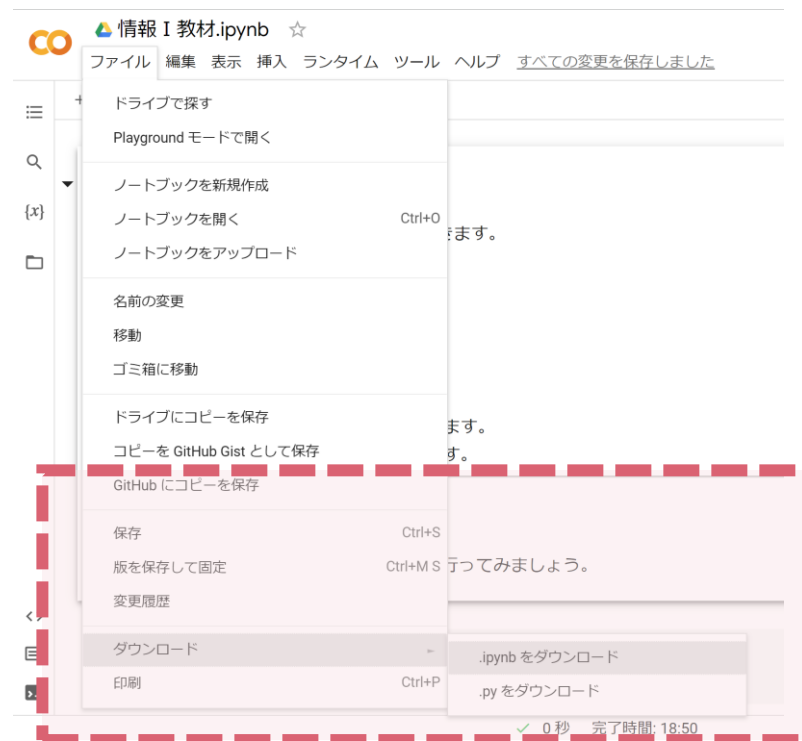 情報 I 教材.ipynb
ファイル 編集 表示 挿入 ランタイム ツール ヘルプ すべての変更を保存しました
+
ドライブで探す
Playground モードで開く
ノートブックを新規作成
{x}
ノートブックを開く Ctrl+O
きます。
ノートブックをアップロード
名前の変更
移動
ゴミ箱に移動
ドライブにコピーを保存
ます。
コピーを GitHub Gist として保存
す。
GitHub にコピーを保存
保存 Ctrl+S
版を保存して固定 Ctrl+M S
行ってみましょう。
変更履歴
ダウンロード
.ipynb をダウンロード
印刷 Ctrl+P
.py をダウンロード
0 秒 完了時間: 18:50